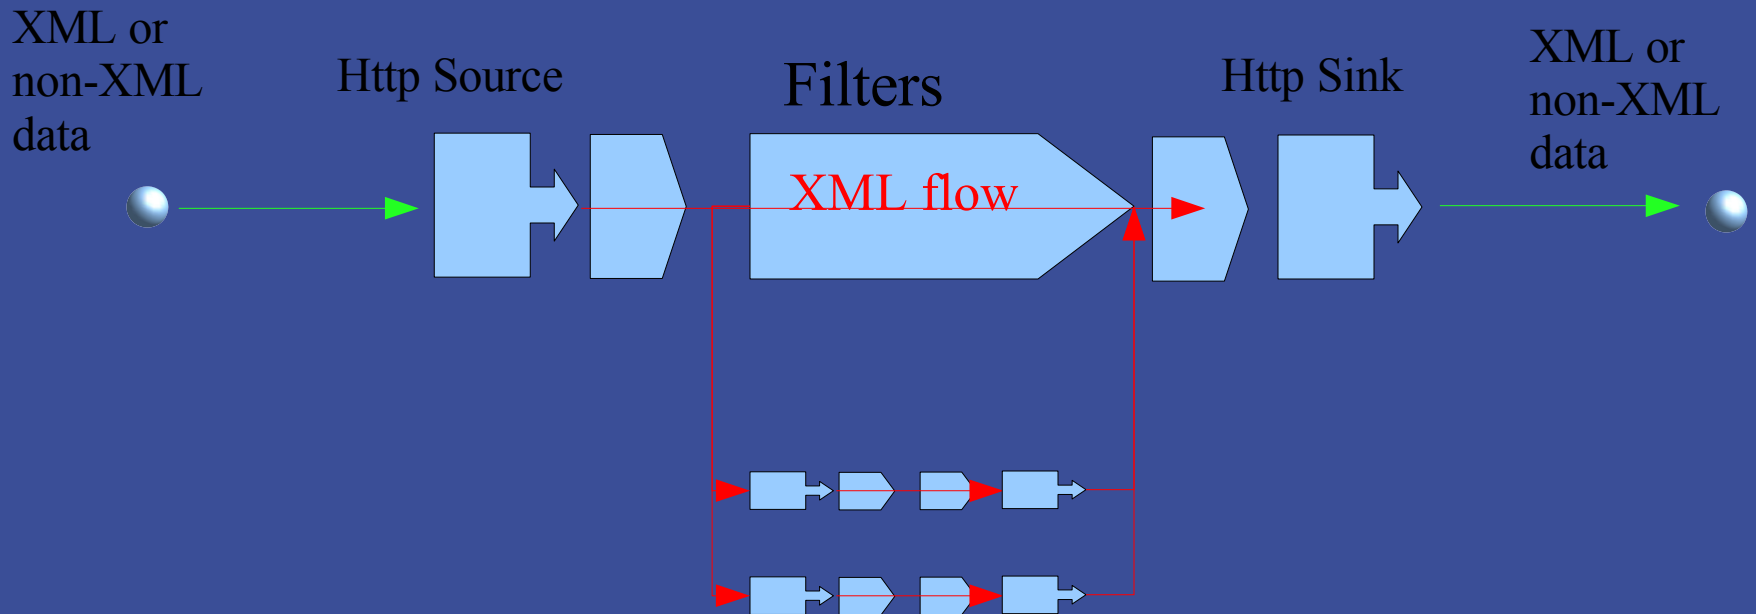 XML or
non-XML
data
Http Source
Filters
Http Sink
XML or
non-XML
data
XML flow